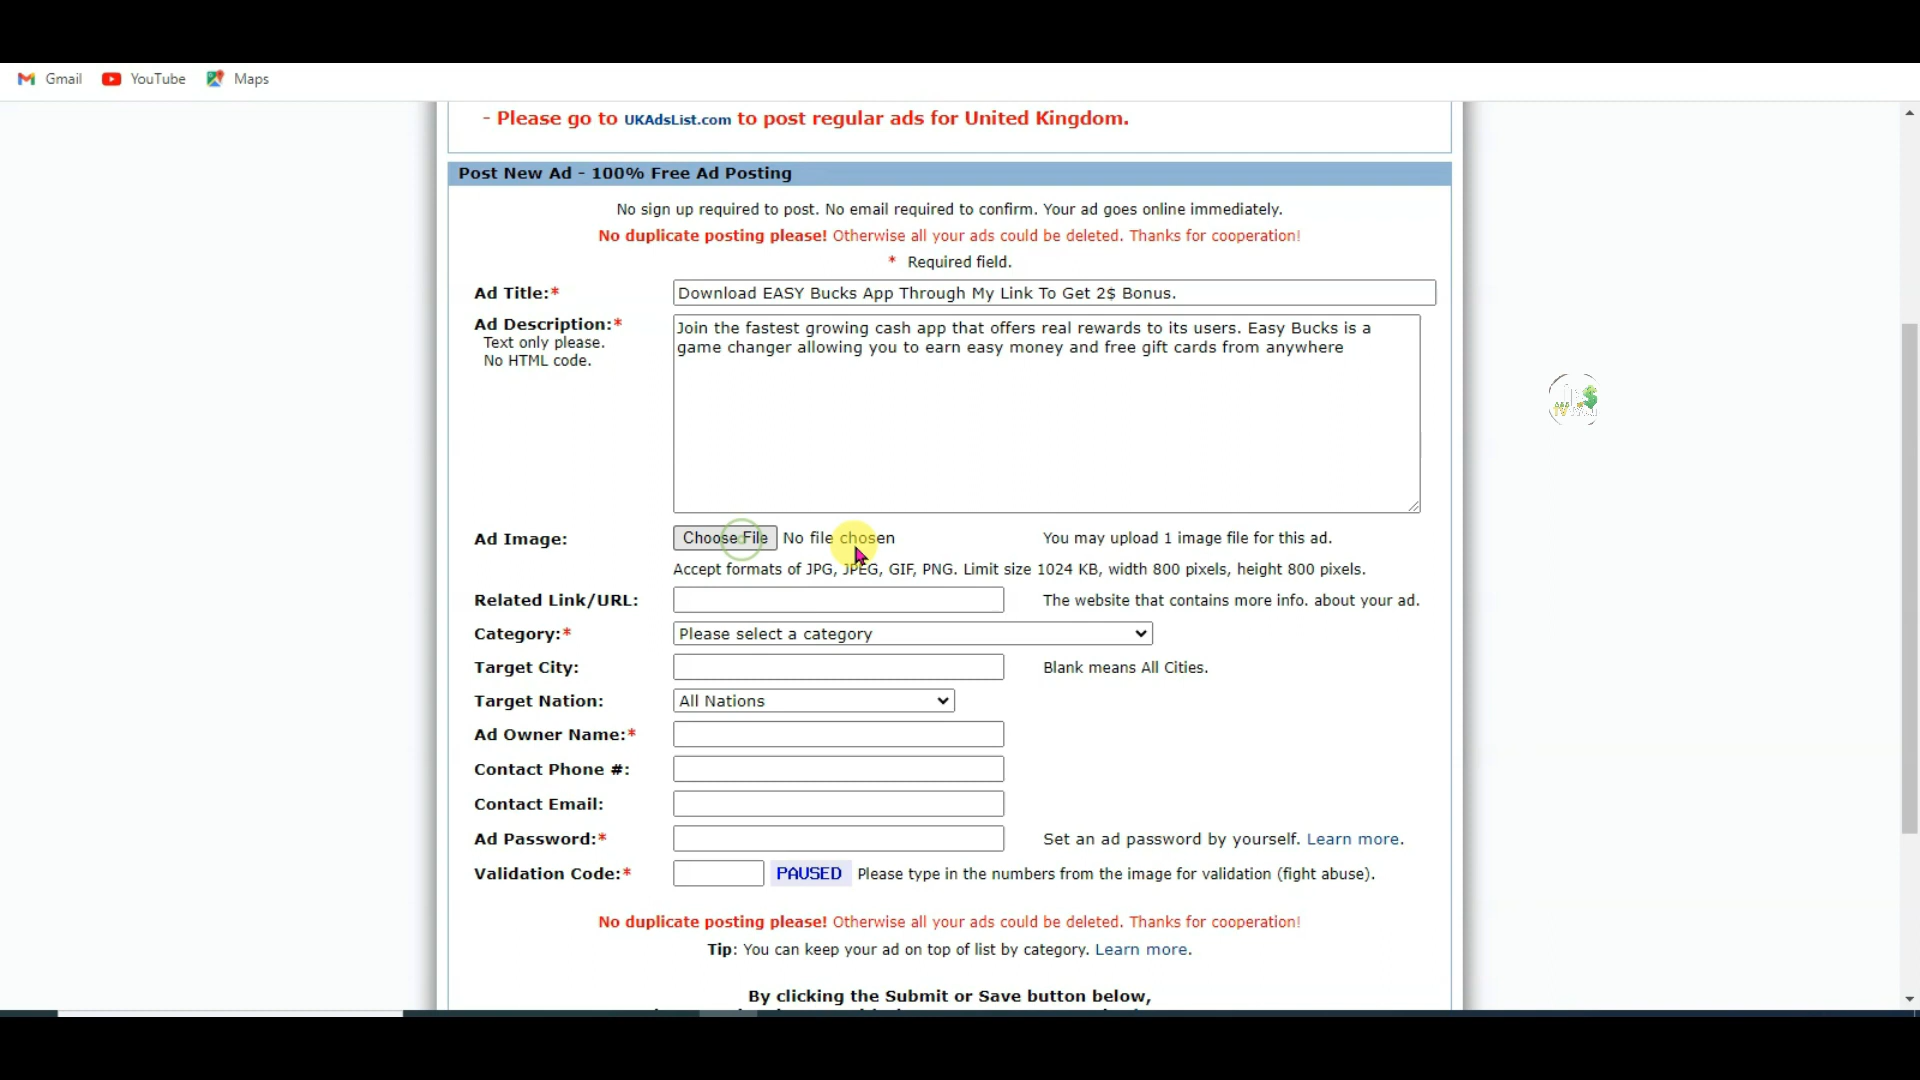 Gmail YouTube Maps
- Please go to UKAdsList.com to post regular ads for United Kingdom.
Post New Ad - 100% Free Ad Posting
No sign up required to post. No email required to confirm. Your ad goes online immediately.
No duplicate posting please! Otherwise all your ads could be deleted. Thanks for cooperation!
* Required field.
Ad Title:* Download EASY Bucks App Through My Link To Get 2$ Bonus.
Ad Description:* Join the fastest growing cash app that offers real rewards to its users. Easy Bucks is a
Text only please. game changer allowing you to earn easy money and free gift cards from anywhere
No HTML code.
Ad Image: Choose File No file chosen You may upload 1 image file for this ad.
Accept formats of JPG, JPEG, GIF, PNG. Limit size 1024 KB, width 800 pixels, height 800 pixels.
Related Link/URL: The website that contains more info. about your ad.
Category:* Please select a category
Target City: Blank means All Cities.
Target Nation: All Nations
Ad Owner Name:*
Contact Phone #:
Contact Email:
Ad Password:* Set an ad password by yourself. Learn more.
Validation Code:* PAUSED Please type in the numbers from the image for validation (fight abuse).
No duplicate posting please! Otherwise all your ads could be deleted. Thanks for cooperation!
Tip: You can keep your ad on top of list by category. Learn more.
By clicking the Submit or Save button below,